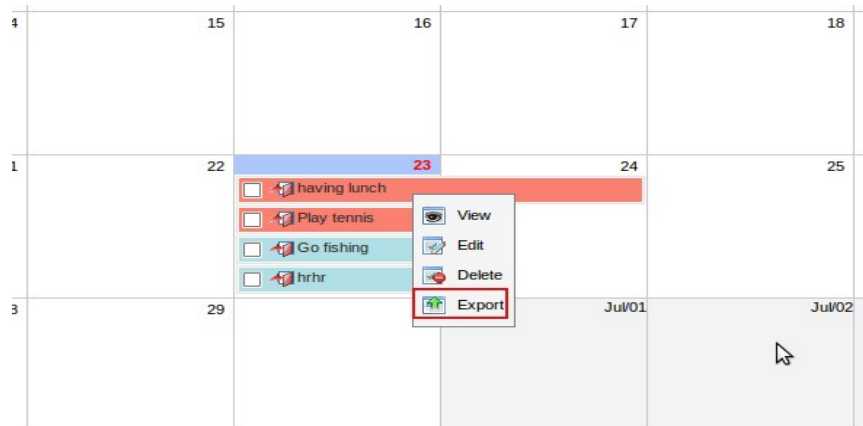 4 15 16 17 18
1 22 23 24 25
having lunch
Play tennis
Go fishing
hrhr
View
Edit
Delete
Export
8 29 Jul/01 Jul/02